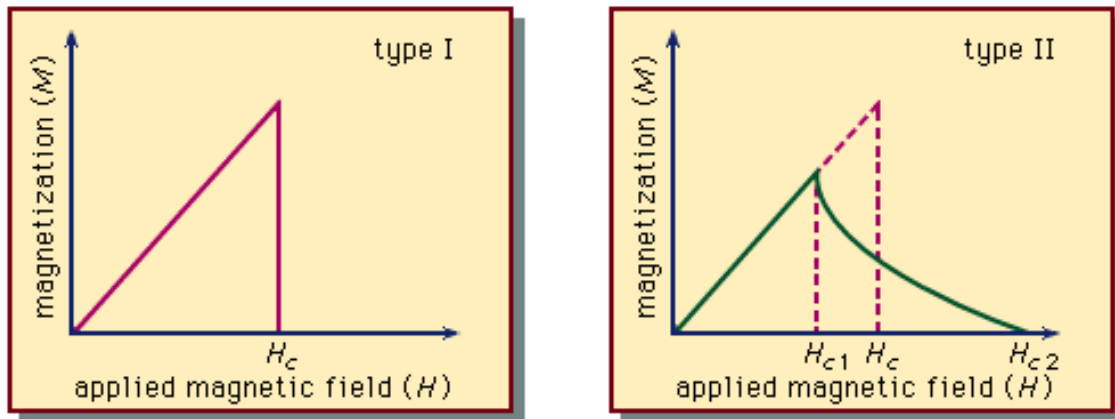 type I
magnetization (M)
H_c
applied magnetic field (H)
type II
magnetization (M)
H_c1 H_c H_c2
applied magnetic field (H)